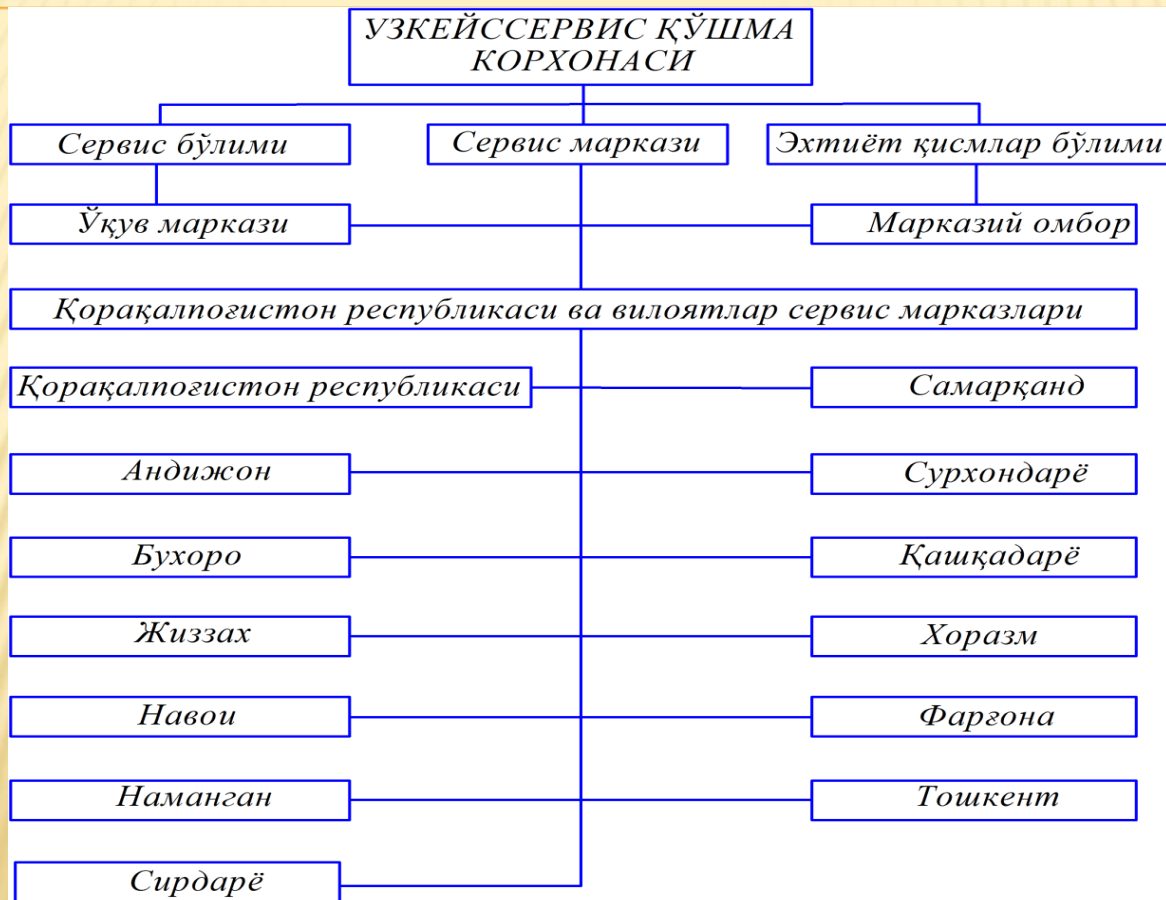 УЗКЕЙССЕРВИС ҚЎШМА
КОРХОНАСИ
Сервис бўлими
Сервис маркази
Эхтиёт қисмлар бўлими
Ўқув маркази
Марказий омбор
Қорақалпоғистон республикаси ва вилоятлар сервис марказлари
Қорақалпоғистон республикаси
Самарқанд
Андижон
Сурхондарё
Бухоро
Қашқадарё
Жиззах
Хоразм
Навои
Фарғона
Наманган
Тошкент
Сирдарё